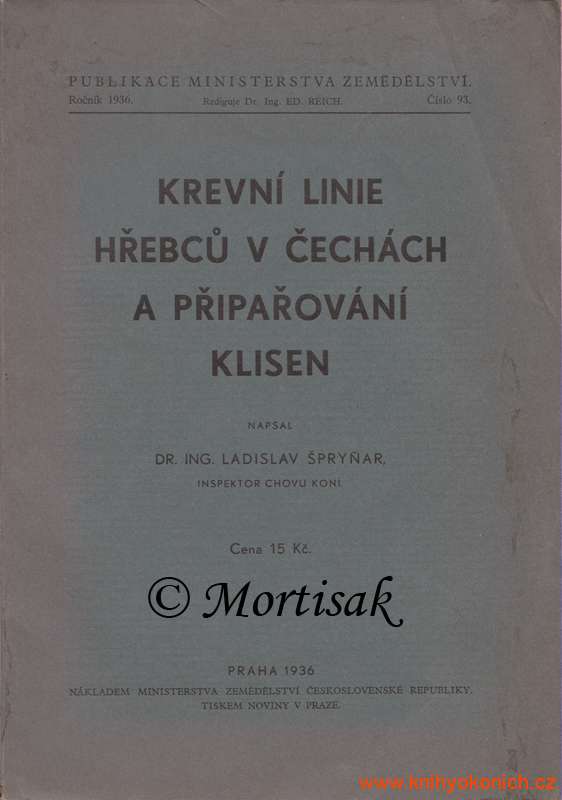 PUBLIKACE MINISTERSTVA ZEMĚDĚLSTVÍ.
Ročník 1936. Rediguje Dr. Ing. ED. REICH. Číslo 93.
KREVNÍ LINIE
HŘEBCŮ V ČECHÁCH
A PŘIPAŘOVÁNÍ
KLISEN
NAPSAL
DR. ING. LADISLAV ŠPRYŇAR,
INSPEKTOR CHOVU KONÍ.
Cena 15 Kč.
© Mortisak
PRAHA 1936
NÁKLADEM MINISTERSTVA ZEMĚDĚLSTVÍ ČESKOSLOVENSKÉ REPUBLIKY.
TISKEM NOVINY V PRAZE.
www.knihyokonich.cz